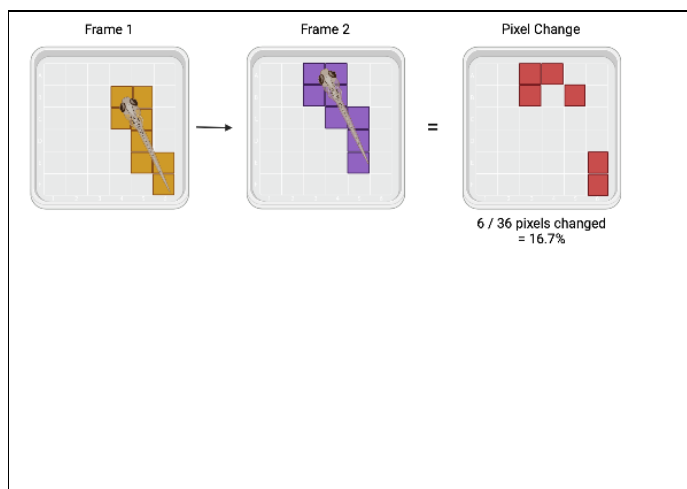 Frame 1
Frame 2
Pixel Change
=
6 / 36 pixels changed
= 16.7%